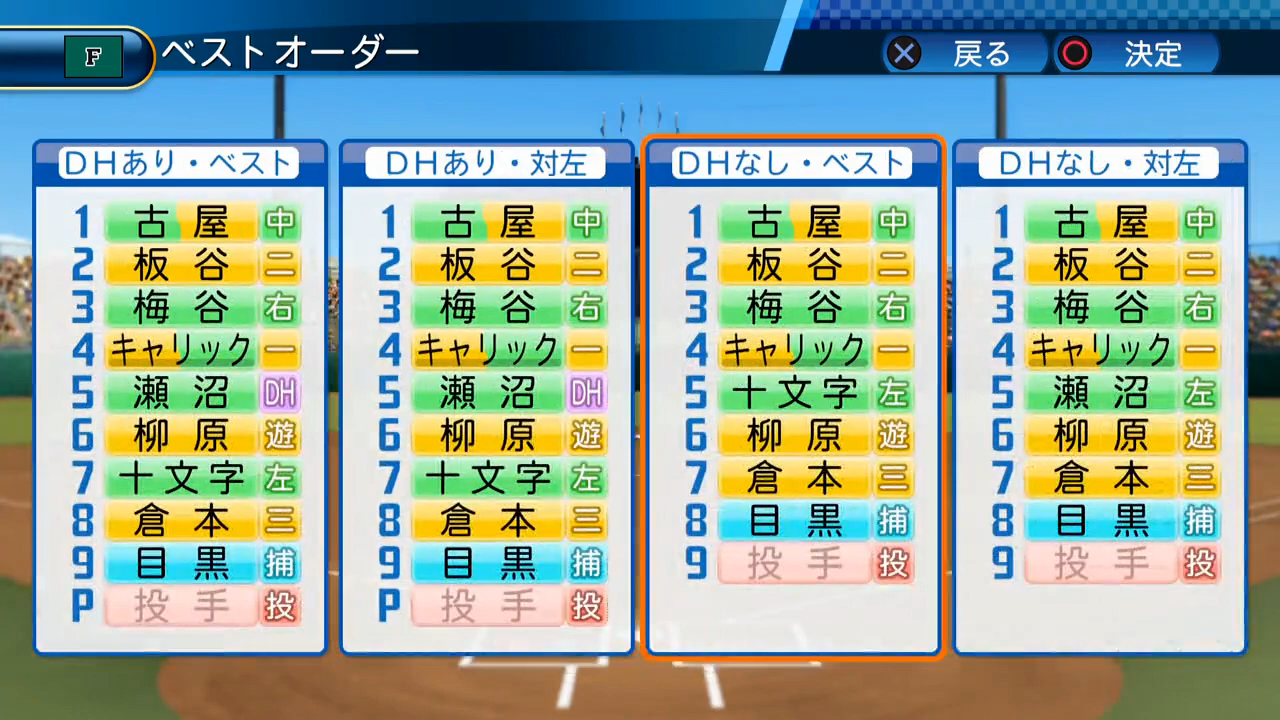 F ベストオーダー × 戻る ○ 決定
DHあり・ベスト
1 古屋 中
2 板谷 二
3 梅谷 右
4 キャリック 一
5 瀬沼 DH
6 柳原 遊
7 十文字 左
8 倉本 三
9 目黒 捕
P 投手 投
DHあり・対左
1 古屋 中
2 板谷 二
3 梅谷 右
4 キャリック 一
5 瀬沼 DH
6 柳原 遊
7 十文字 左
8 倉本 三
9 目黒 捕
P 投手 投
DHなし・ベスト
1 古屋 中
2 板谷 二
3 梅谷 右
4 キャリック 一
5 十文字 左
6 柳原 遊
7 倉本 三
8 目黒 捕
9 投手 投
DHなし・対左
1 古屋 中
2 板谷 二
3 梅谷 右
4 キャリック 一
5 瀬沼 左
6 柳原 遊
7 倉本 三
8 目黒 捕
9 投手 投